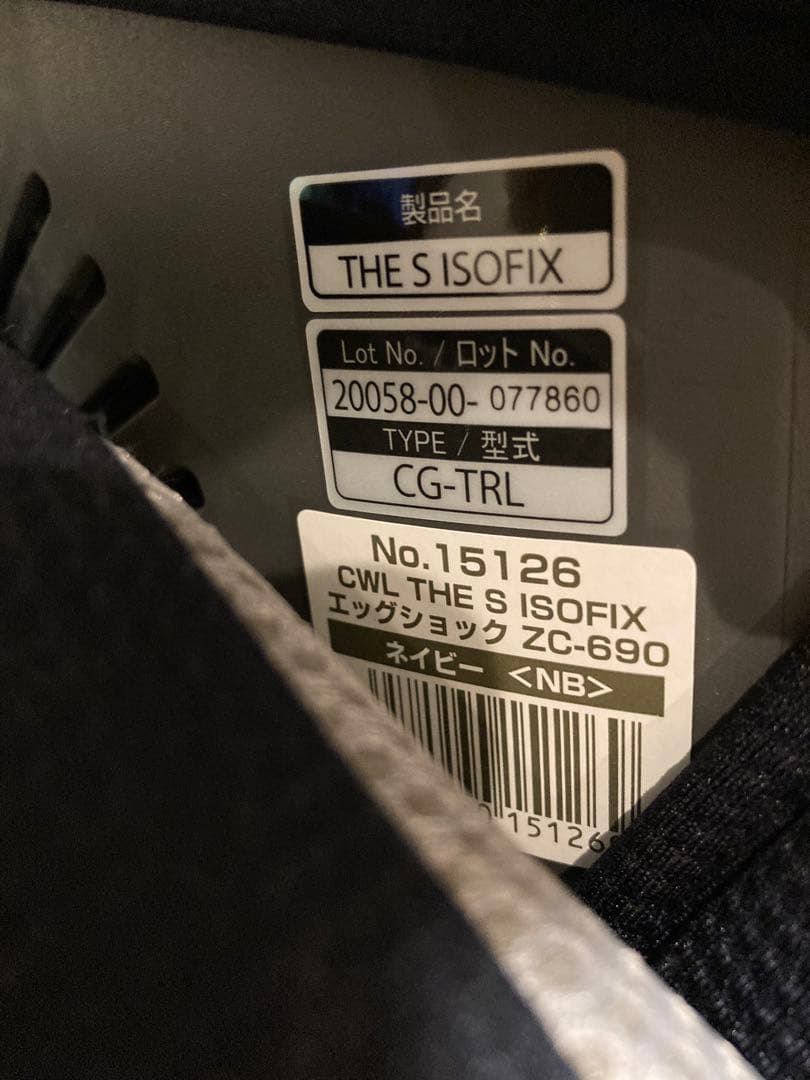 製品名
THE S ISOFIX
Lot No. / ロット No.
20058-00- 077860
TYPE / 型式
CG-TRL
No.15126
CWL THE S ISOFIX
エッグショック ZC-690
ネイビー <NB>
15126